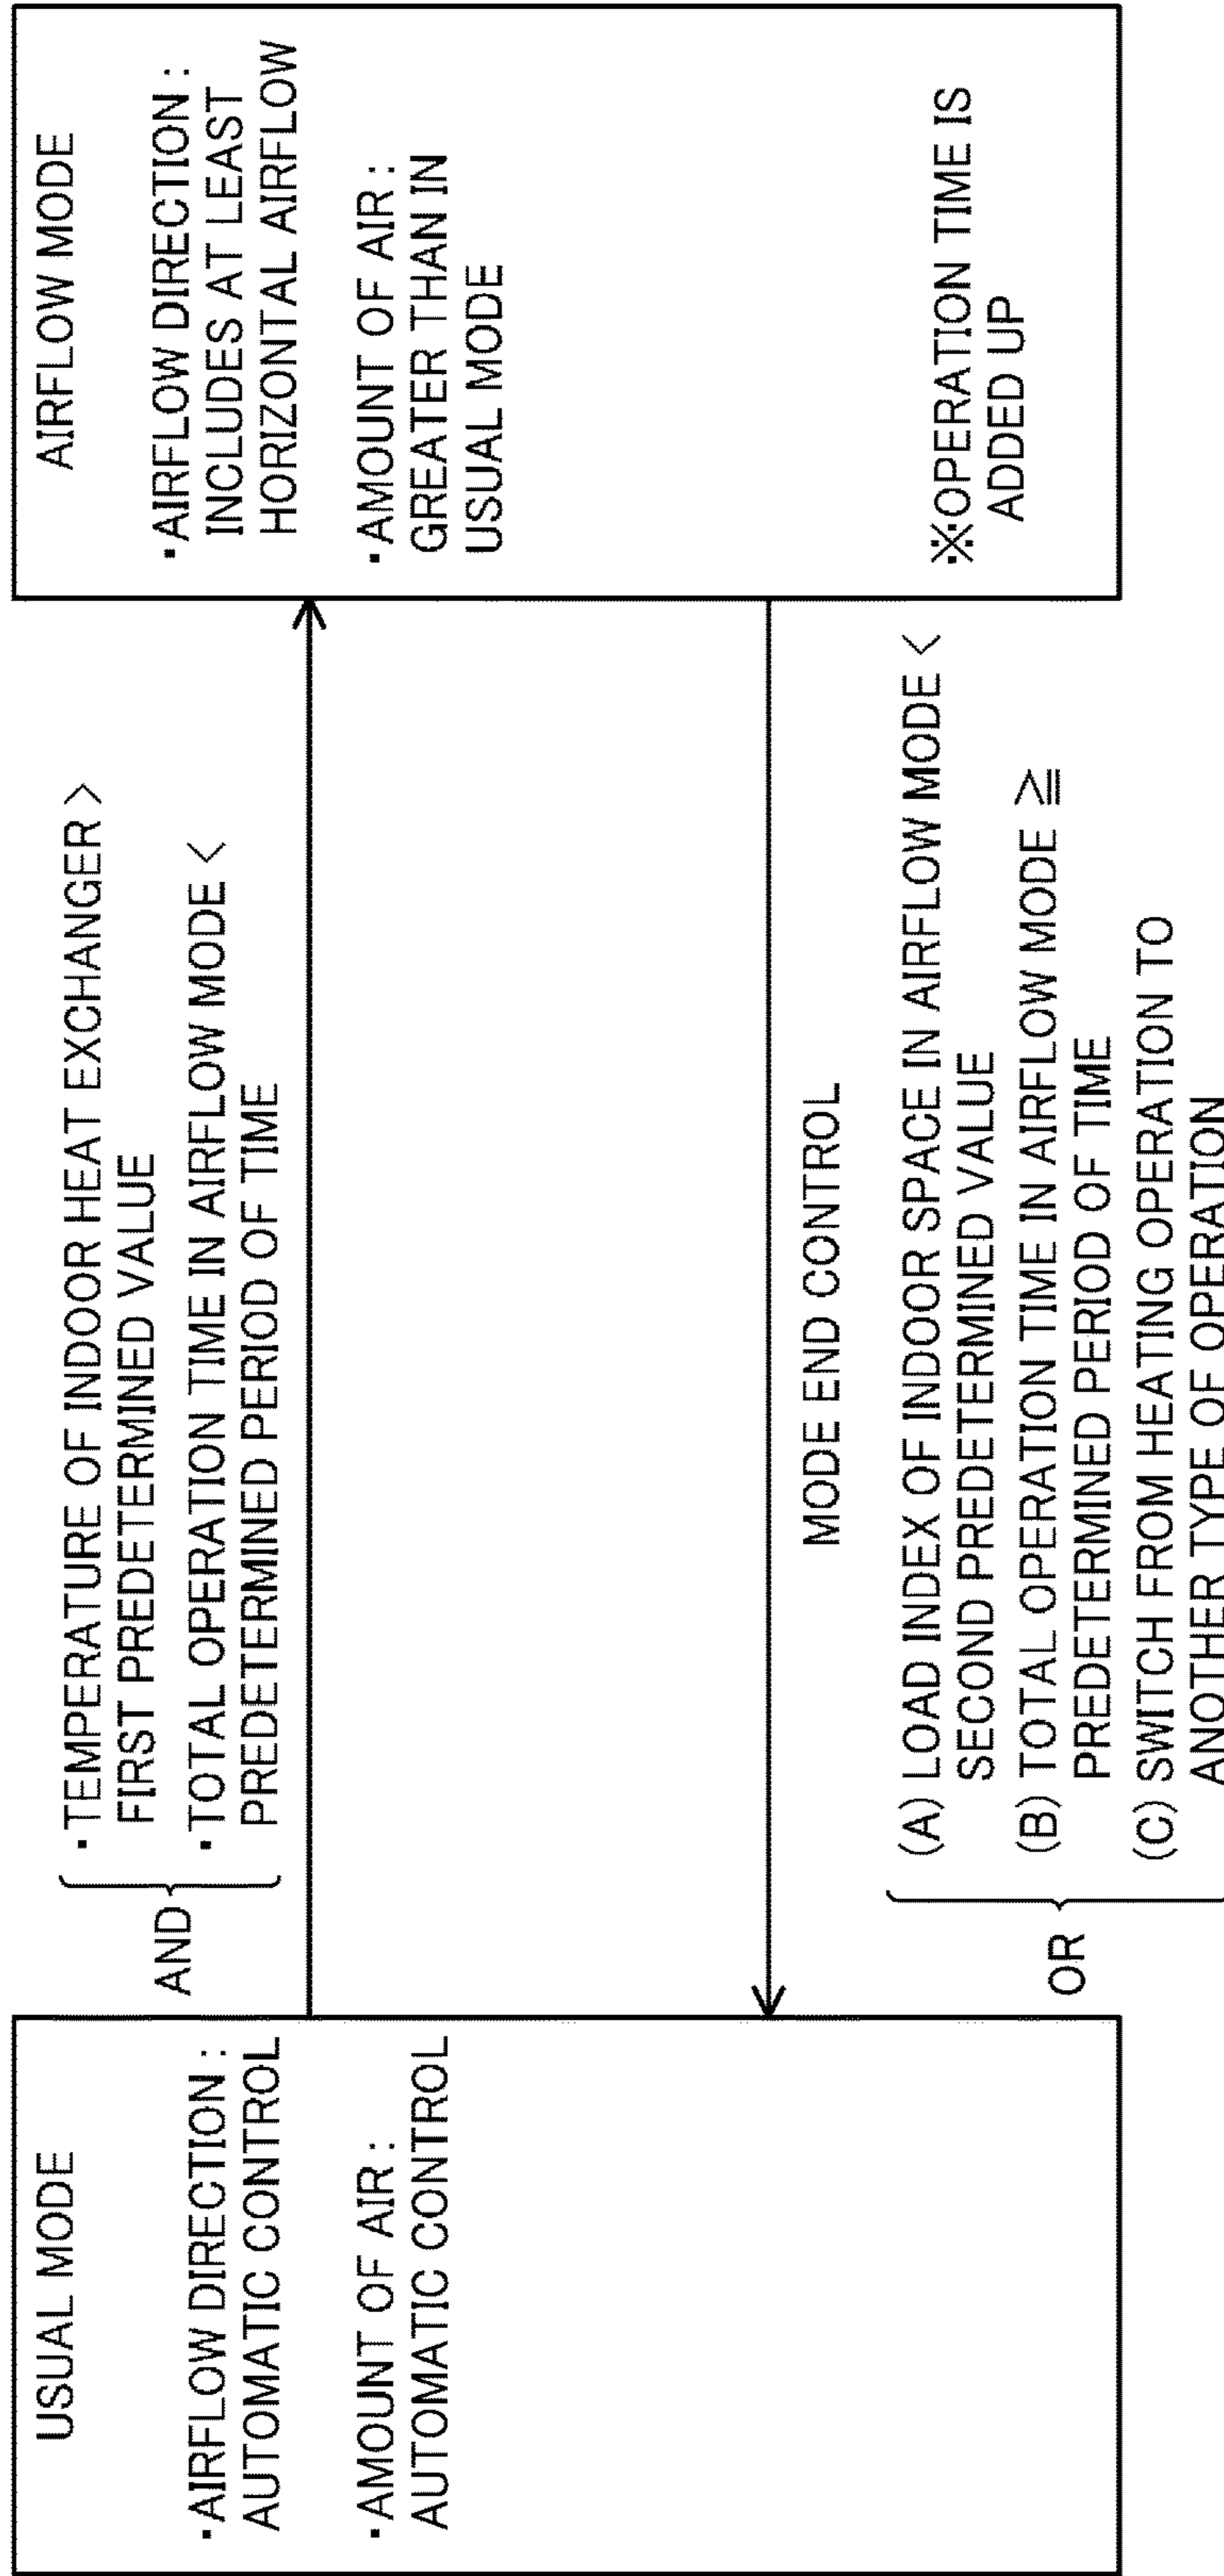 USUAL MODE
・AIRFLOW DIRECTION :
AUTOMATIC CONTROL
・AMOUNT OF AIR :
AUTOMATIC CONTROL
AND
・TEMPERATURE OF INDOOR HEAT EXCHANGER >
FIRST PREDETERMINED VALUE
・TOTAL OPERATION TIME IN AIRFLOW MODE <
PREDETERMINED PERIOD OF TIME
MODE END CONTROL
OR
(A) LOAD INDEX OF INDOOR SPACE IN AIRFLOW MODE <
SECOND PREDETERMINED VALUE
(B) TOTAL OPERATION TIME IN AIRFLOW MODE ≧
PREDETERMINED PERIOD OF TIME
(C) SWITCH FROM HEATING OPERATION TO
ANOTHER TYPE OF OPERATION
AIRFLOW MODE
・AIRFLOW DIRECTION :
INCLUDES AT LEAST
HORIZONTAL AIRFLOW
・AMOUNT OF AIR :
GREATER THAN IN
USUAL MODE
※OPERATION TIME IS
ADDED UP